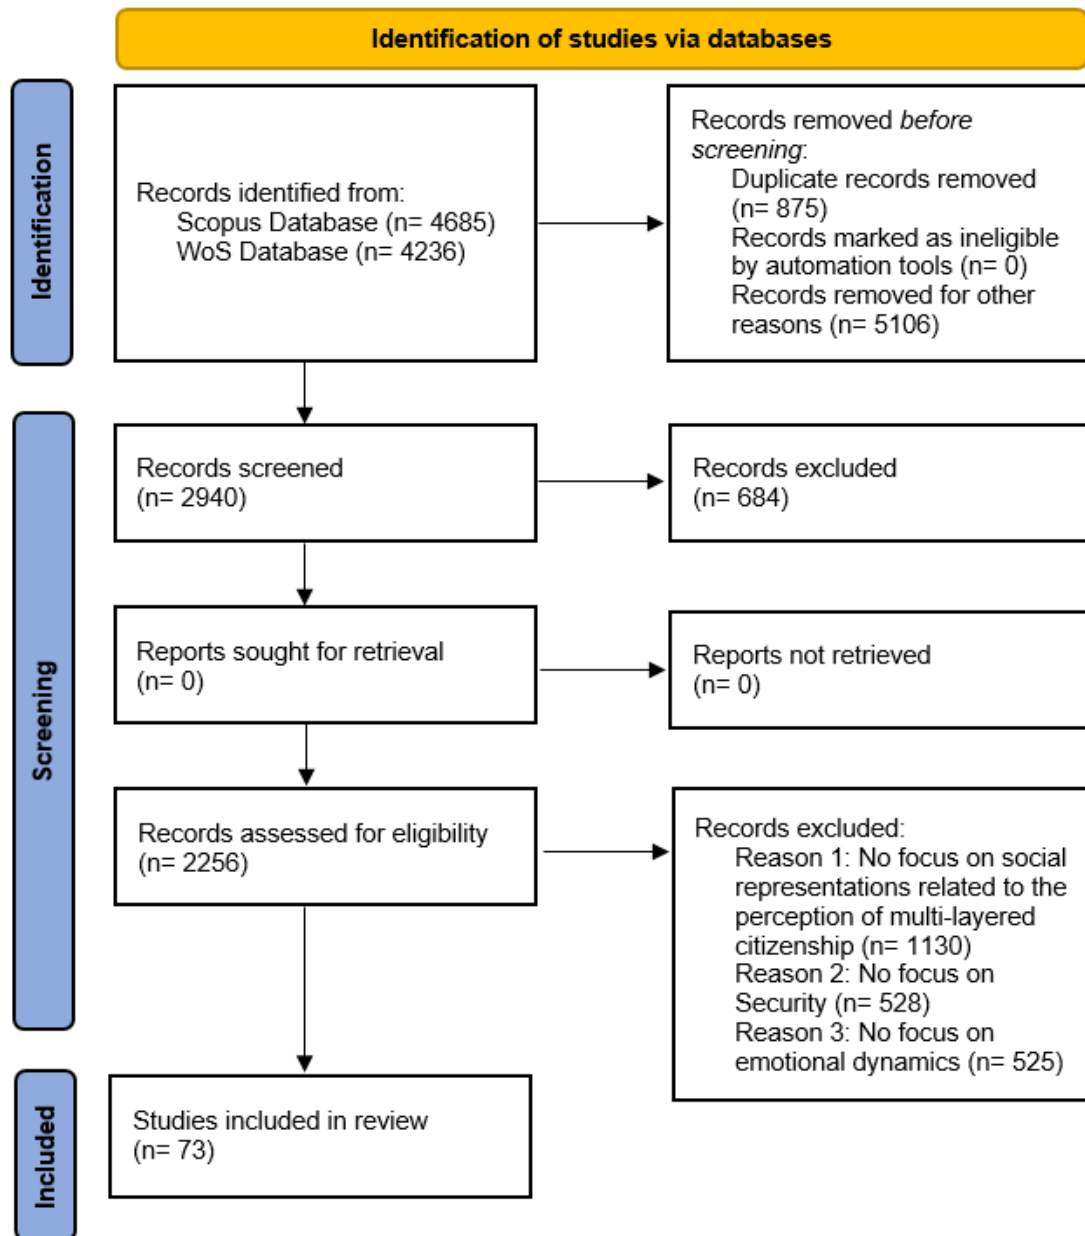 Identification of studies via databases
Identification
Records identified from:
Scopus Database (n= 4685)
WoS Database (n= 4236)
Records removed before
screening:
Duplicate records removed
(n= 875)
Records marked as ineligible
by automation tools (n= 0)
Records removed for other
reasons (n= 5106)
Screening
Records screened
(n= 2940)
Records excluded
(n= 684)
Reports sought for retrieval
(n= 0)
Reports not retrieved
(n= 0)
Records assessed for eligibility
(n= 2256)
Records excluded:
Reason 1: No focus on social
representations related to the
perception of multi-layered
citizenship (n= 1130)
Reason 2: No focus on
Security (n= 528)
Reason 3: No focus on
emotional dynamics (n= 525)
Included
Studies included in review
(n= 73)